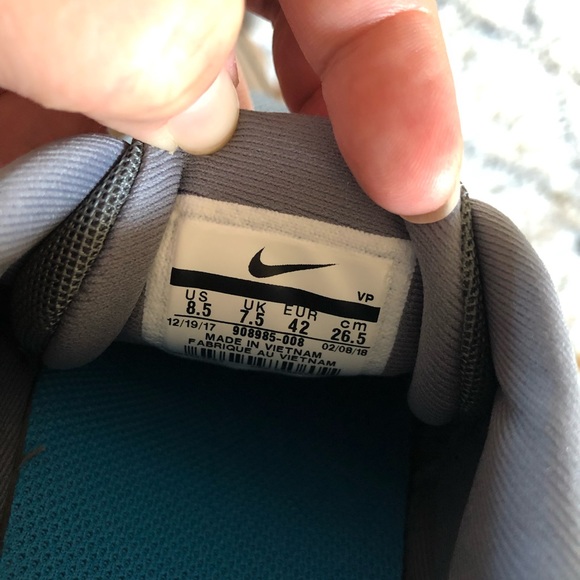 VP
US UK EUR cm
8.5 7.5 42 26.5
12/19/17 908985-008 02/08/18
MADE IN VIETNAM
FABRIQUE AU VIETNAM